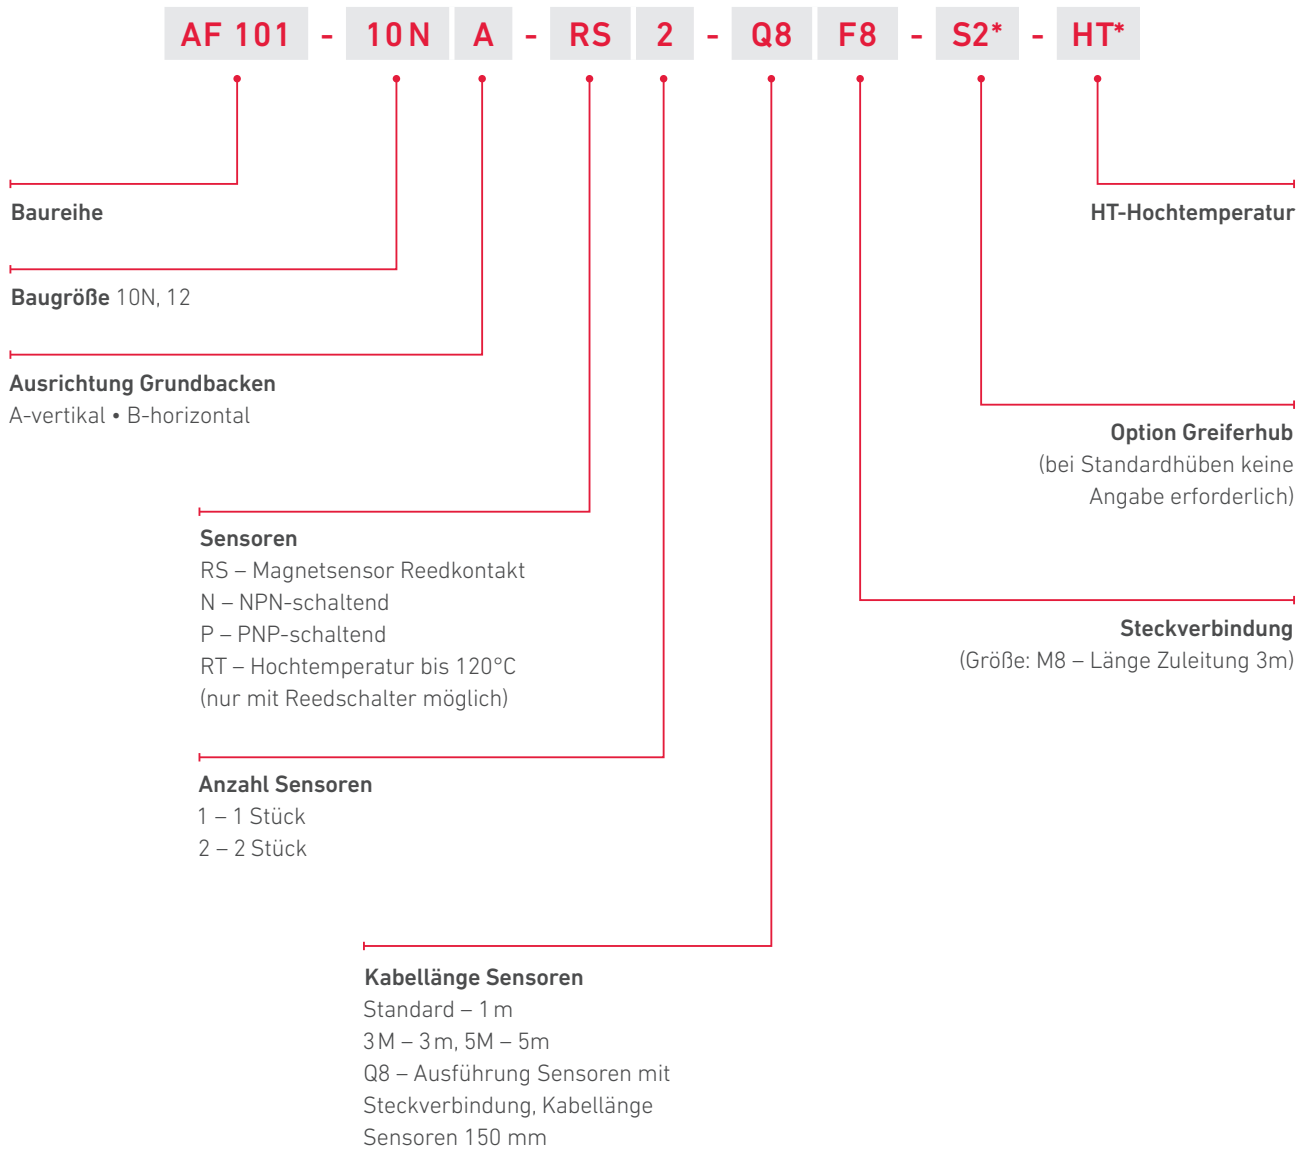 AF 101 - 10 N A - RS 2 - Q8 F8 - S2* - HT*
Baureihe
HT-Hochtemperatur
Baugröße 10N, 12
Ausrichtung Grundbacken
A-vertikal • B-horizontal
Option Greiferhub
(bei Standardhüben keine
Angabe erforderlich)
Sensoren
RS – Magnetsensor Reedkontakt
N – NPN-schaltend
P – PNP-schaltend
RT – Hochtemperatur bis 120°C
(nur mit Reedschalter möglich)
Steckverbindung
(Größe: M8 – Länge Zuleitung 3m)
Anzahl Sensoren
1 – 1 Stück
2 – 2 Stück
Kabellänge Sensoren
Standard – 1 m
3 M – 3 m, 5M – 5m
Q8 – Ausführung Sensoren mit
Steckverbindung, Kabellänge
Sensoren 150 mm